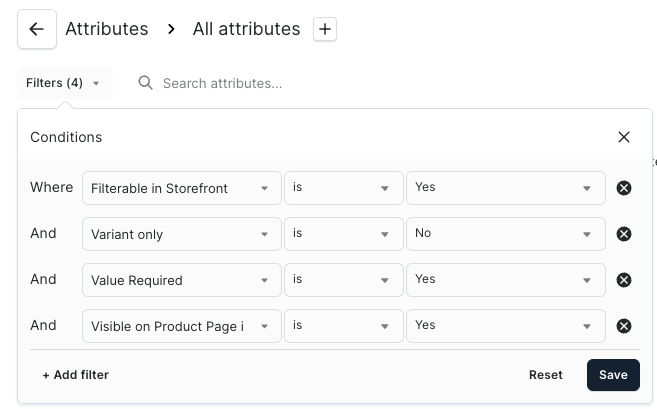 Attributes > All attributes +
Filters (4) Search attributes...
Conditions
Where Filterable in Storefront is Yes
And Variant only is No
And Value Required is Yes
And Visible on Product Page i is Yes
+ Add filter Reset Save